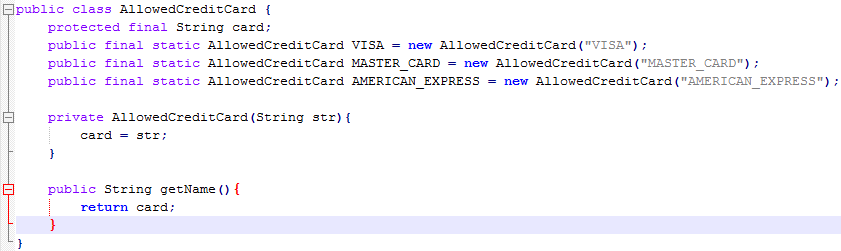 public class AllowedCreditCard {
    protected final String card;
    public final static AllowedCreditCard VISA = new AllowedCreditCard("VISA");
    public final static AllowedCreditCard MASTER_CARD = new AllowedCreditCard("MASTER_CARD");
    public final static AllowedCreditCard AMERICAN_EXPRESS = new AllowedCreditCard("AMERICAN_EXPRESS");

    private AllowedCreditCard(String str){
        card = str;
    }

    public String getName(){
        return card;
    }
}